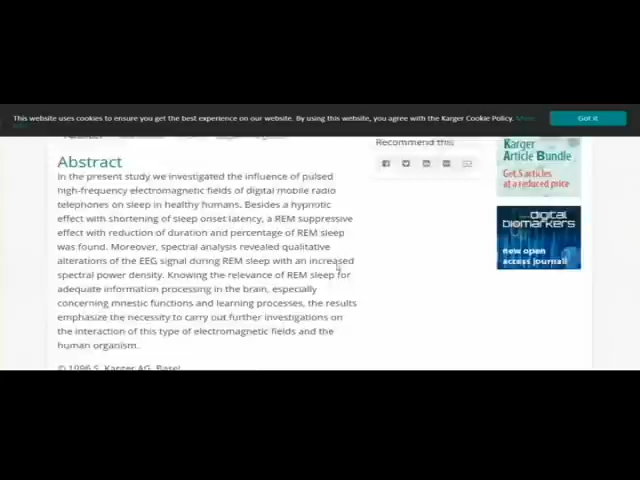 This website uses cookies to ensure you get the best experience on our website. By using this website, you agree with the Karger Cookie Policy. More
Got it
Recommend this
Karger
Article Bundle
Get 5 articles
at a reduced price
Abstract
In the present study we investigated the influence of pulsed
high-frequency electromagnetic fields of digital mobile radio
telephones on sleep in healthy humans. Besides a hypnotic
effect with shortening of sleep onset latency, a REM suppressive
effect with reduction of duration and percentage of REM sleep
was found. Moreover, spectral analysis revealed qualitative
alterations of the EEG signal during REM sleep with an increased
spectral power density. Knowing the relevance of REM sleep for
adequate information processing in the brain, especially
concerning mnestic functions and learning processes, the results
emphasize the necessity to carry out further investigations on
the interaction of this type of electromagnetic fields and the
human organism.
© 1996 S. Karger AG, Basel
digital
biomarkers
new open
access journal